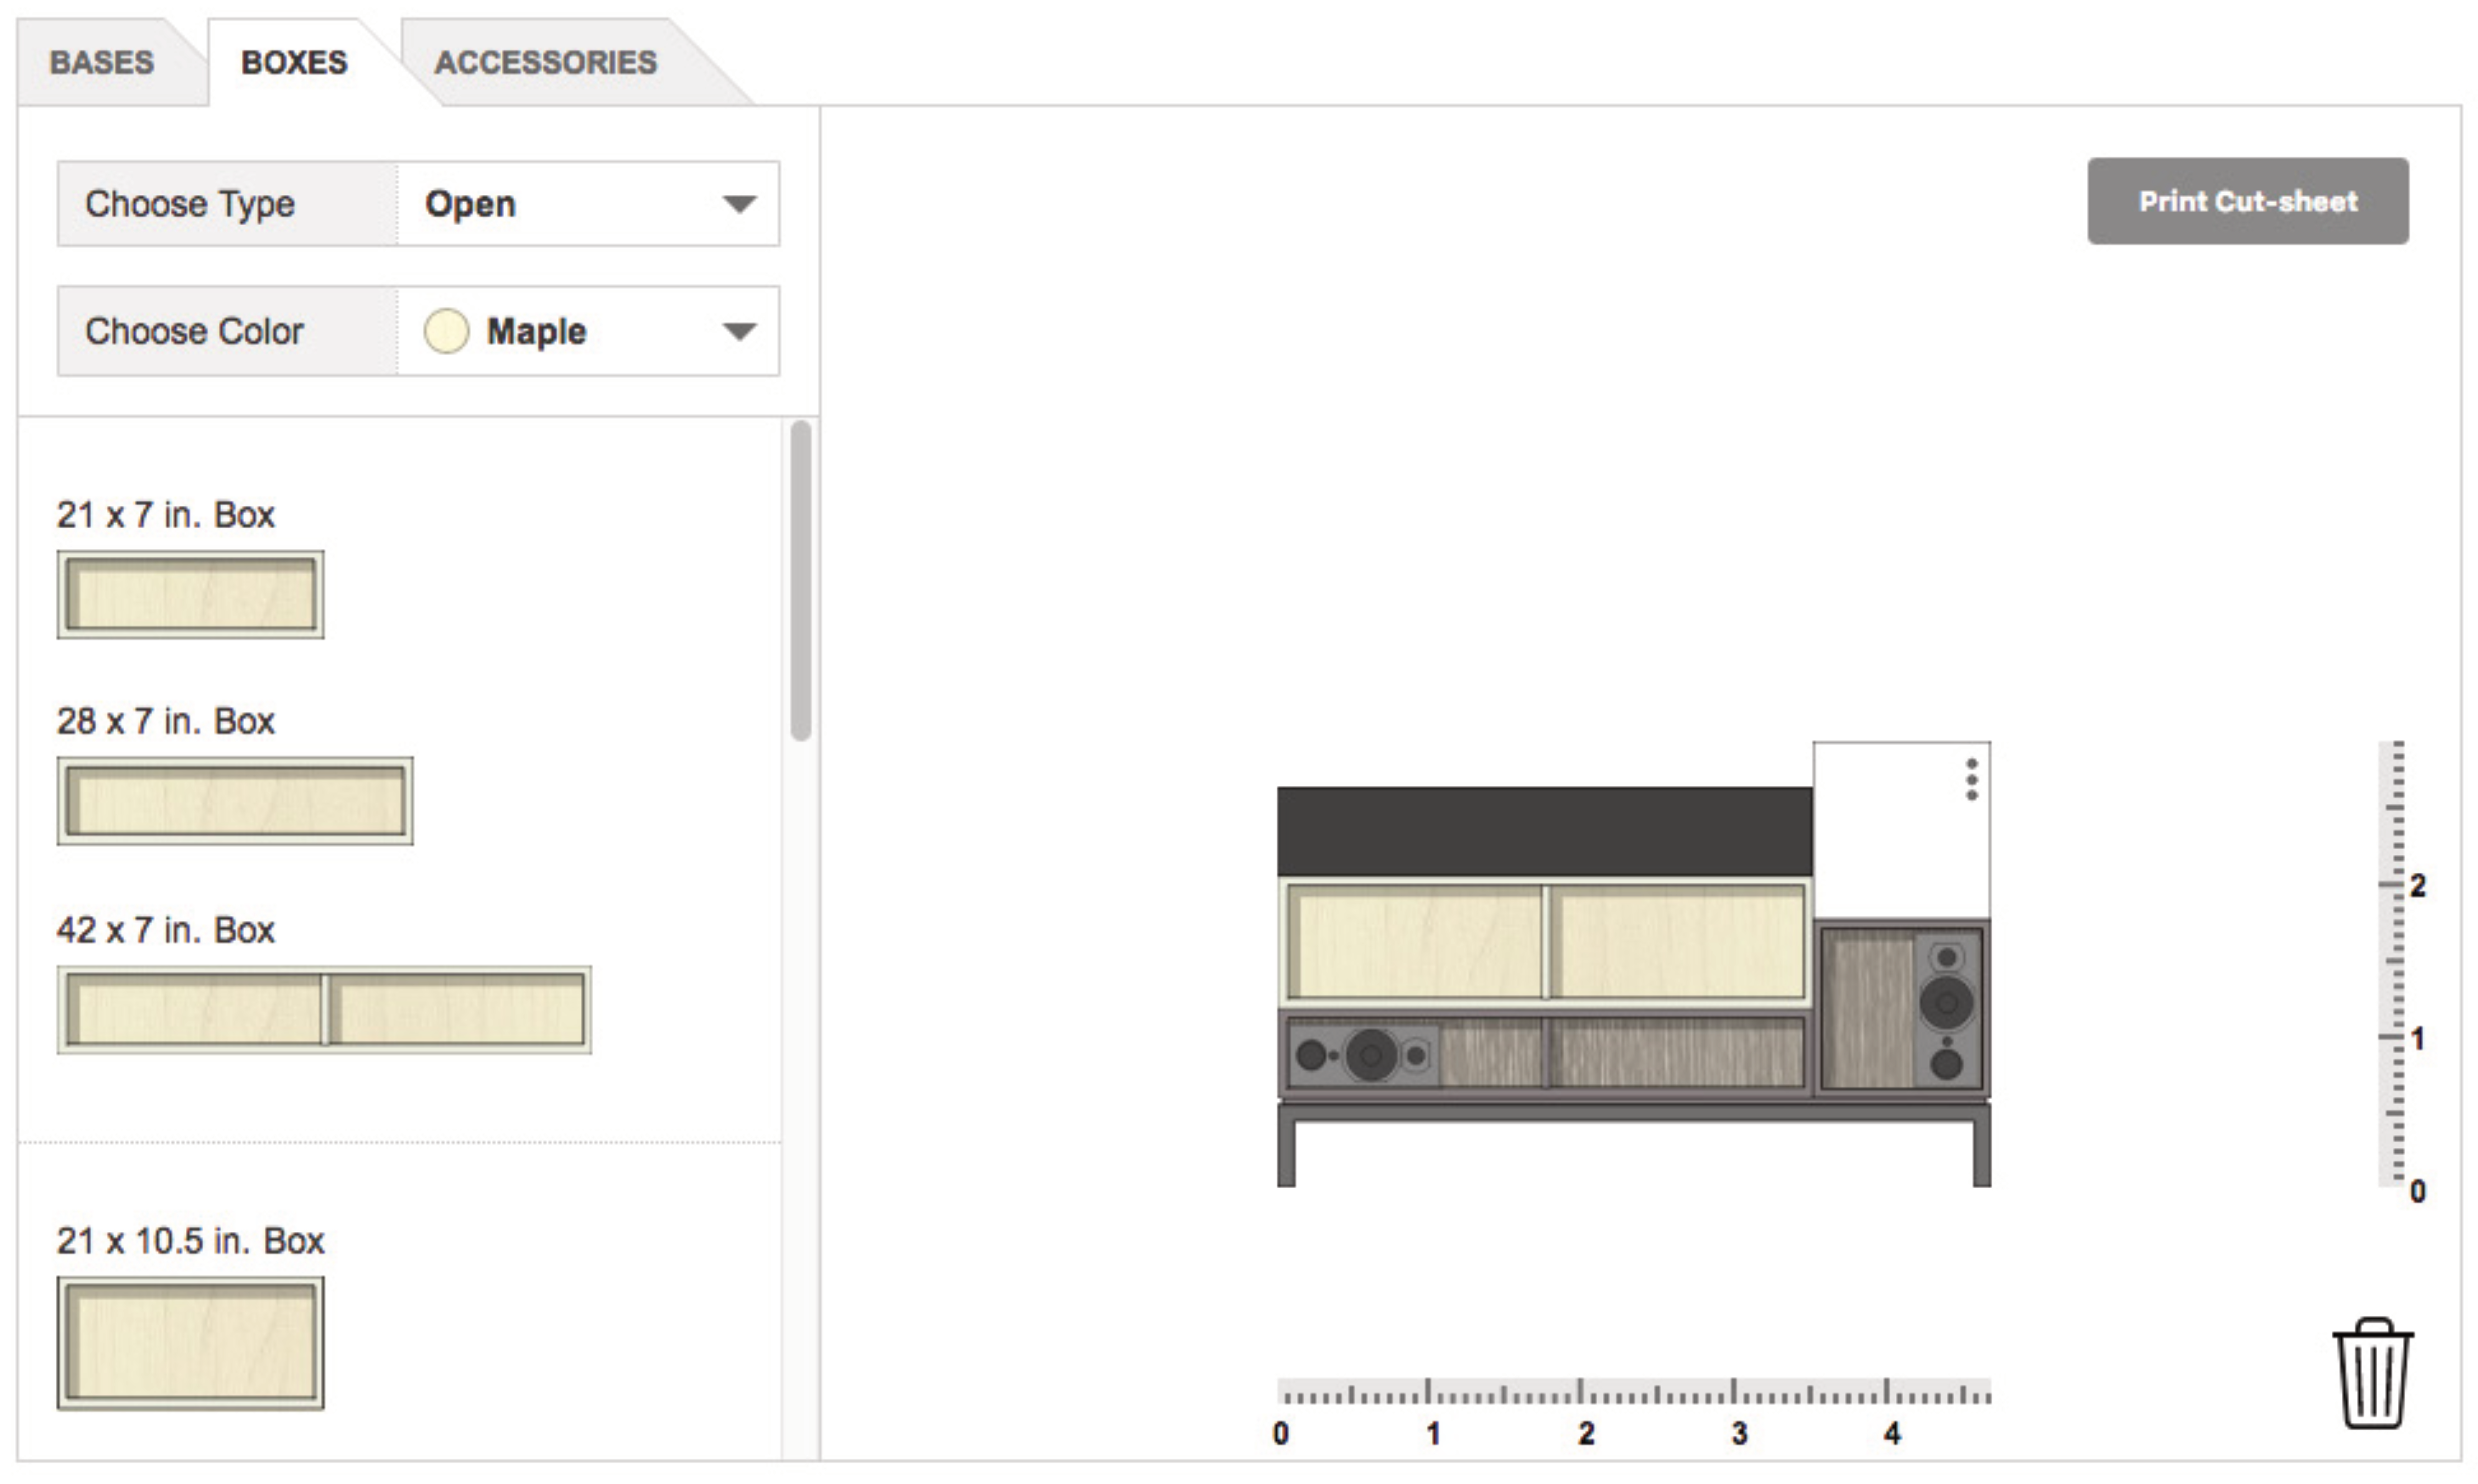 BASES BOXES ACCESSORIES
Choose Type Open
Print Cut-sheet
Choose Color Maple
21 x 7 in. Box
28 x 7 in. Box
42 x 7 in. Box
21 x 10.5 in. Box
2
1
0
0 1 2 3 4